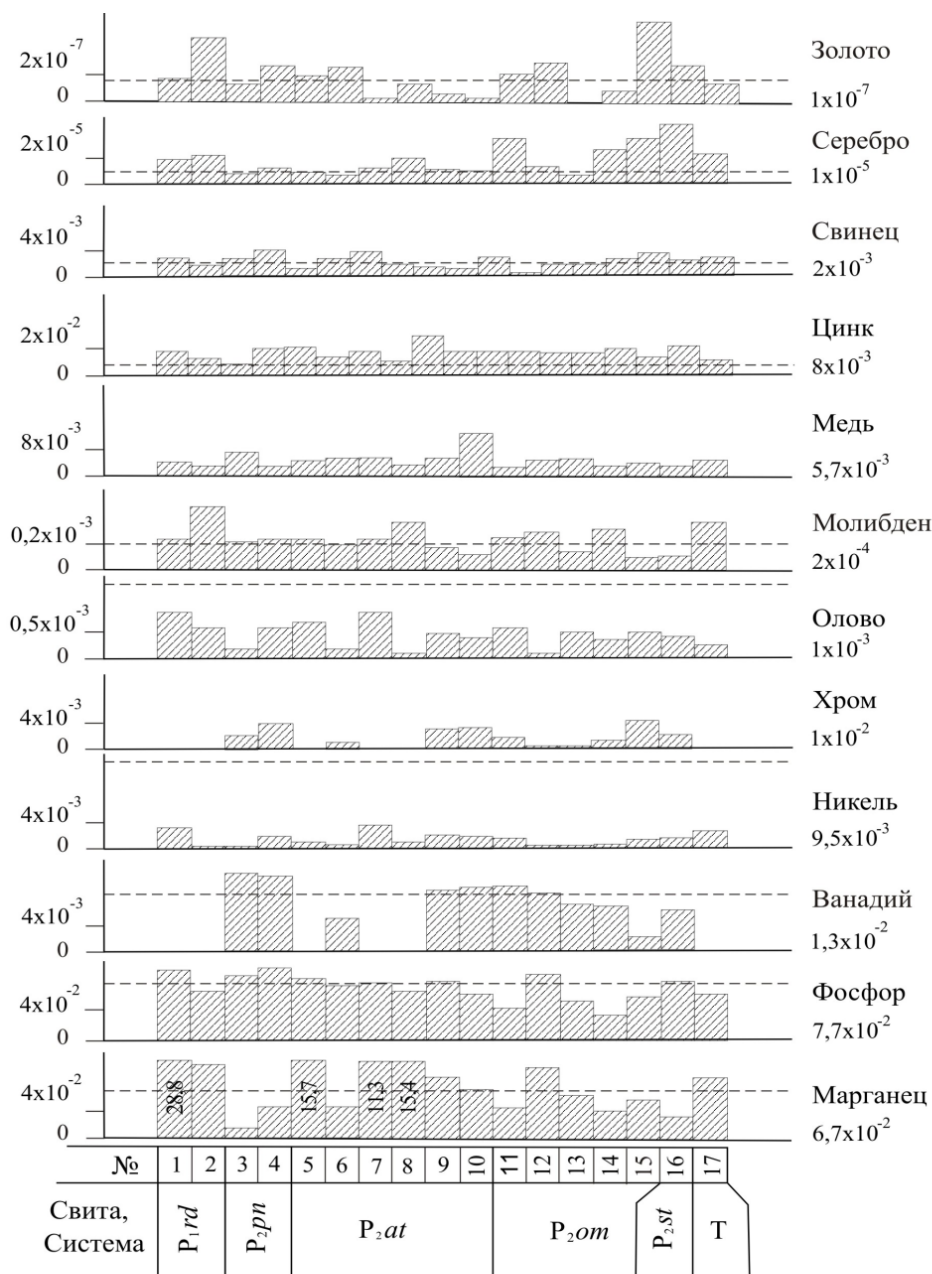 2x10⁻⁷
0
Золото
1x10⁻⁷
2x10⁻⁵
0
Серебро
1x10⁻⁵
4x10⁻³
0
Свинец
2x10⁻³
2x10⁻²
0
Цинк
8x10⁻³
8x10⁻³
0
Медь
5,7x10⁻³
0,2x10⁻³
0
Молибден
2x10⁻⁴
0,5x10⁻³
0
Олово
1x10⁻³
4x10⁻³
0
Хром
1x10⁻²
4x10⁻³
0
Никель
9,5x10⁻³
4x10⁻³
0
Ванадий
1,3x10⁻²
4x10⁻²
0
Фосфор
7,7x10⁻²
4x10⁻²
0
28,8 15,7 11,3 15,4
Марганец
6,7x10⁻²
№ 1 2 3 4 5 6 7 8 9 10 11 12 13 14 15 16 17
Свита,
Система
P₁rd P₂pn P₂at P₂om P₂st T